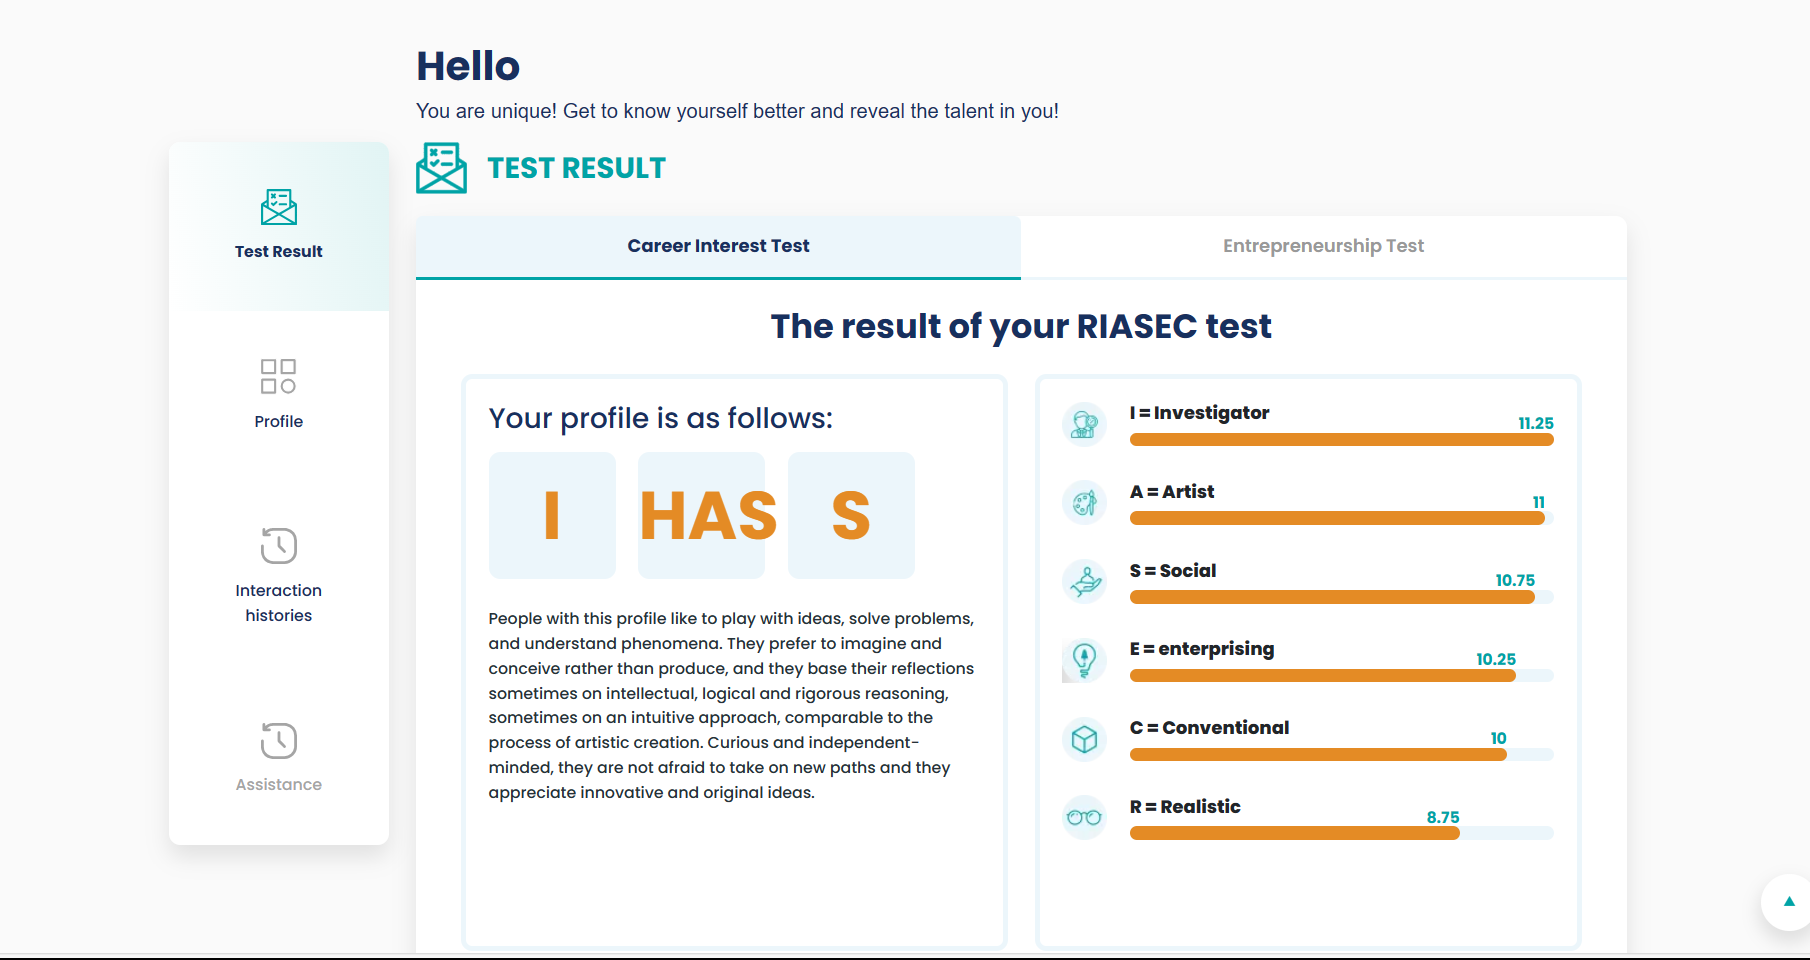 Hello
You are unique! Get to know yourself better and reveal the talent in you!
TEST RESULT
Test Result
Profile
Interaction
histories
Assistance
Career Interest Test
Entrepreneurship Test
The result of your RIASEC test
Your profile is as follows:
I HAS S
People with this profile like to play with ideas, solve problems,
and understand phenomena. They prefer to imagine and
conceive rather than produce, and they base their reflections
sometimes on intellectual, logical and rigorous reasoning,
sometimes on an intuitive approach, comparable to the
process of artistic creation. Curious and independent-
minded, they are not afraid to take on new paths and they
appreciate innovative and original ideas.
I = Investigator
11.25
A = Artist
11
S = Social
10.75
E = enterprising
10.25
C = Conventional
10
R = Realistic
8.75